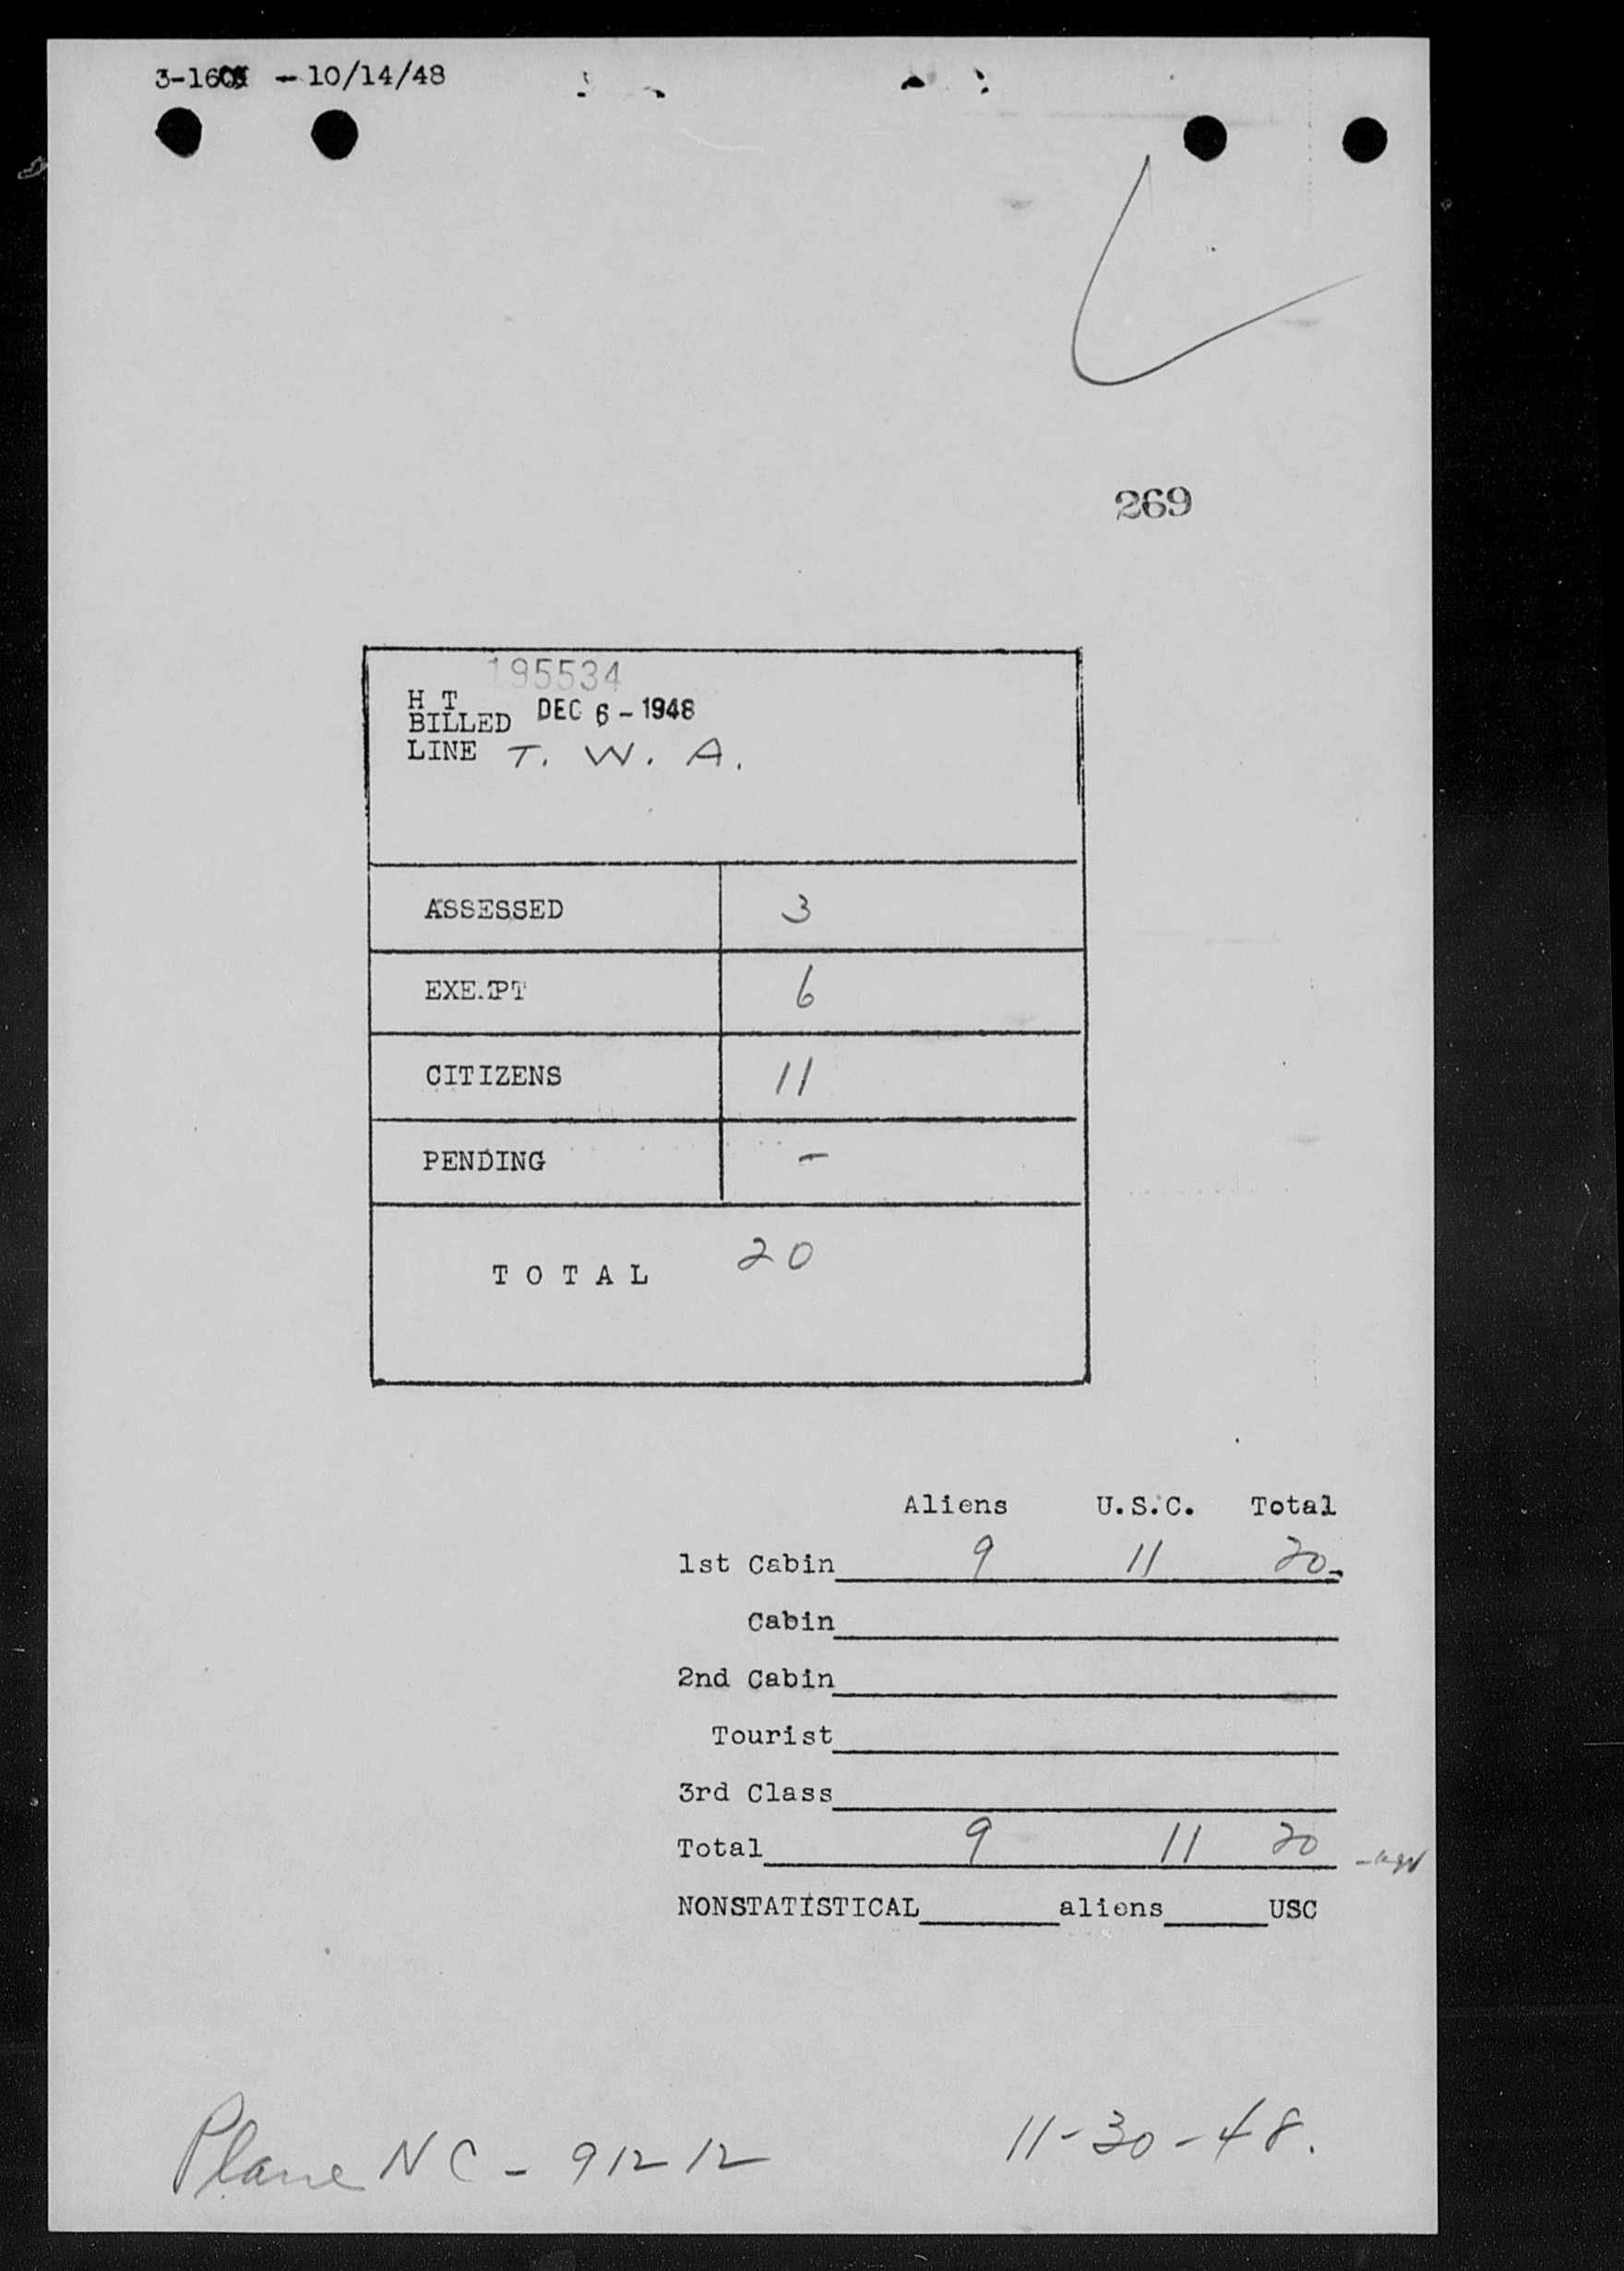 - 10/14/48
269
195534
H T
BILLED DEC 6 - 1948
LINE T. W. A.
ASSESSED 3
EXEMPT 6
CITIZENS 11
PENDING -
TOTAL 20
Aliens U.S.C. Total
1st Cabin 9 11 20
Cabin
2nd Cabin
Tourist
3rd Class
Total 9 11 20
NONSTATISTICAL aliens USC
Plane NC - 91212 11-30-48.